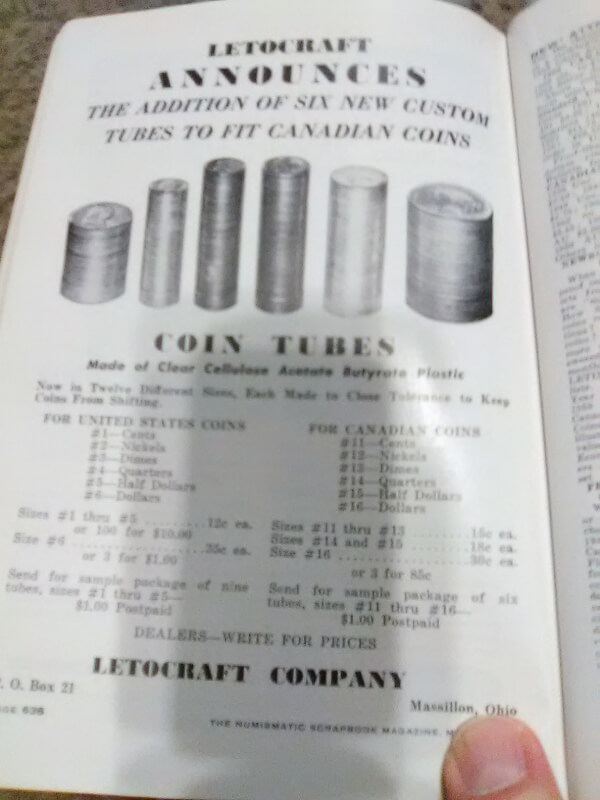 LETOCRAFT
ANNOUNCES
THE ADDITION OF SIX NEW CUSTOM
TUBES TO FIT CANADIAN COINS
COIN TUBES
Made of Clear Cellulose Acetate Butyrate Plastic
Now in Twelve Different Sizes, Each Made to Close Tolerance to Keep
Coins From Shifting.
FOR UNITED STATES COINS
#1—Cents
#2—Nickels
#3—Dimes
#4—Quarters
#5—Half Dollars
#6—Dollars
Sizes #1 thru #5 ........12c ea.
or 100 for $10.00
Size #6 ........35c ea.
or 3 for $1.00
Send for sample package of nine
tubes, sizes #1 thru #5—
$1.00 Postpaid
FOR CANADIAN COINS
#11—Cents
#12—Nickels
#13—Dimes
#14—Quarters
#15—Half Dollars
#16—Dollars
Sizes #11 thru #13 ........15c ea.
Sizes #14 and #15 ........18c ea.
Size #16 ........30c ea.
or 3 for 85c
Send for sample package of six
tubes, sizes #11 thru #16—
$1.00 Postpaid
DEALERS—WRITE FOR PRICES
LETOCRAFT COMPANY
. O. Box 21
Massillon, Ohio
636
THE NUMISMATIC SCRAPBOOK MAGAZINE,